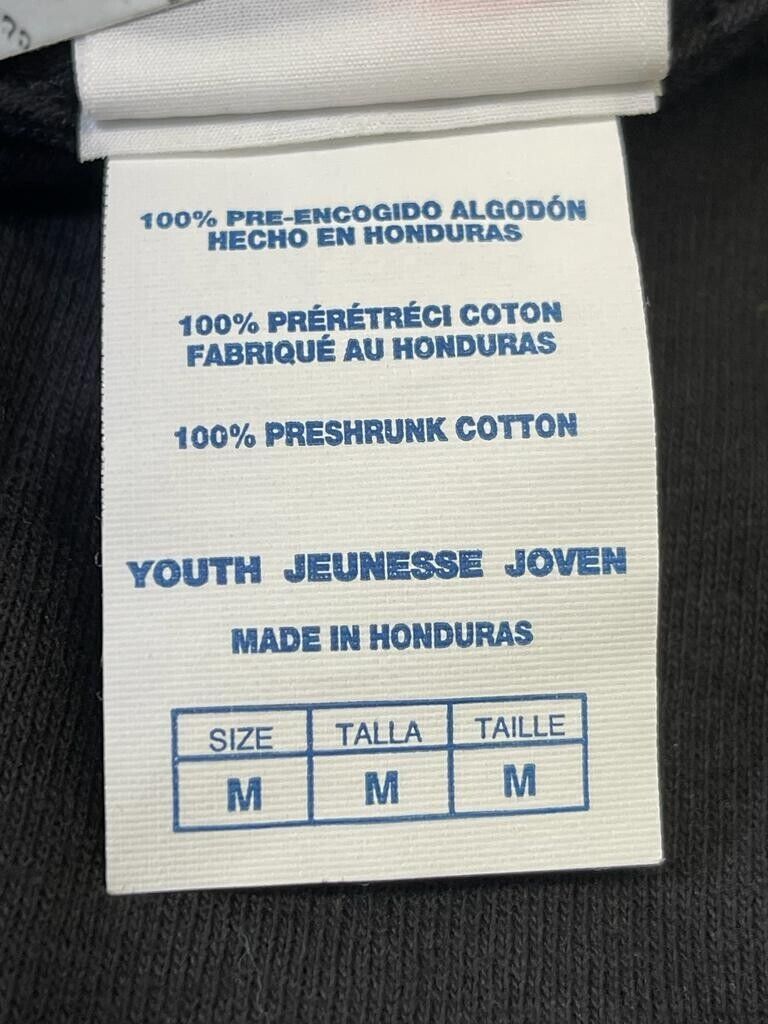 100% PRE-ENCOGIDO ALGODÓN
HECHO EN HONDURAS
100% PRÉRÉTRÉCI COTON
FABRIQUÉ AU HONDURAS
100% PRESHRUNK COTTON
YOUTH JEUNESSE JOVEN
MADE IN HONDURAS
SIZE TALLA TAILLE
M M M